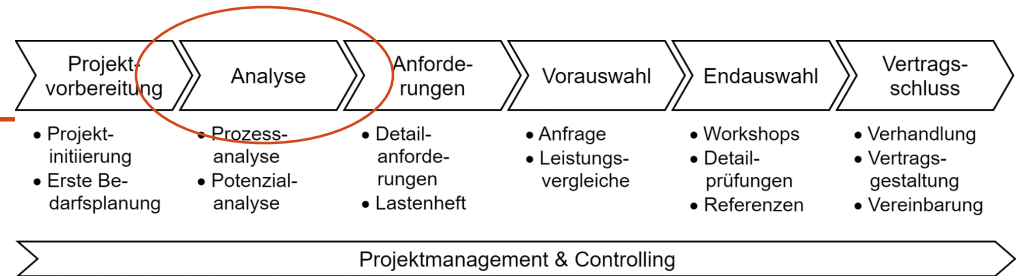 Projekt-
vorbereitung
Analyse
Anforde-
rungen
Vorauswahl
Endauswahl
Vertrags-
schluss
• Projekt-
initiierung
• Erste Be-
darfsplanung
• Prozess-
analyse
• Potenzial-
analyse
• Detail-
anforde-
rungen
• Lastenheft
• Anfrage
• Leistungs-
vergleiche
• Workshops
• Detail-
prüfungen
• Referenzen
• Verhandlung
• Vertrags-
gestaltung
• Vereinbarung
Projektmanagement & Controlling